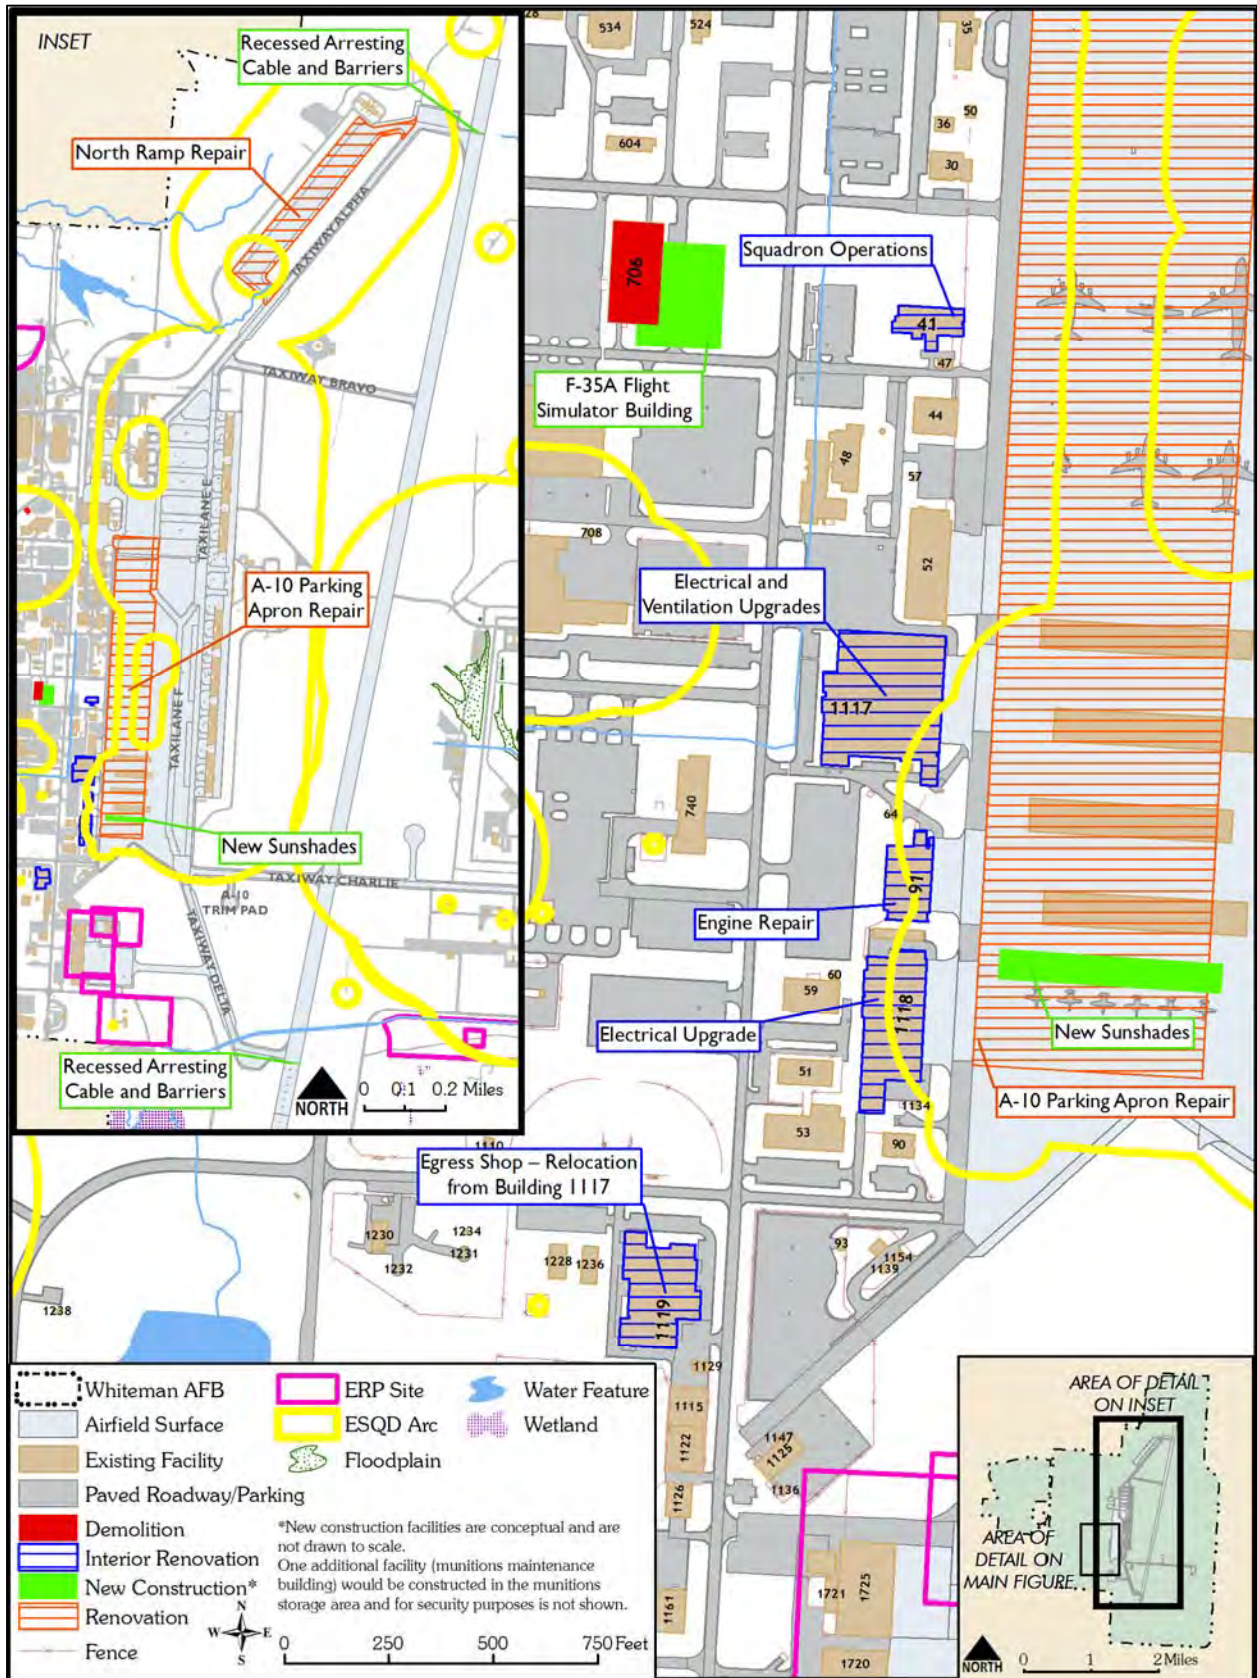 INSET
Recessed Arresting
Cable and Barriers
North Ramp Repair
TAXIWAY ALPHA
TAXIWAY BRAVO
TAXILANE E
A-10 Parking
Apron Repair
TAXILANE F
New Sunshades
TAXIWAY CHARLIE
A-10
TRIM PAD
TAXIWAY DELTA
Recessed Arresting
Cable and Barriers
NORTH
0 0.1 0.2 Miles
534
524
35
50
36
604
30
706
Squadron Operations
41
47
F-35A Flight
Simulator Building
44
48
57
708
52
Electrical and
Ventilation Upgrades
1117
740
64
91
Engine Repair
60
59
1118
Electrical Upgrade
New Sunshades
51
A-10 Parking Apron Repair
1134
53
90
1110
Egress Shop – Relocation
from Building 1117
1230
1234
1231
1232
1228
1236
93
1154
1139
1238
1119
1129
1115
1147
1125
1122
1136
1126
1721
1725
1161
1720
Whiteman AFB
Airfield Surface
Existing Facility
Paved Roadway/Parking
Demolition
Interior Renovation
New Construction*
Renovation
Fence
ERP Site
ESQD Arc
Floodplain
Water Feature
Wetland
*New construction facilities are conceptual and are
not drawn to scale.
One additional facility (munitions maintenance
building) would be constructed in the munitions
storage area and for security purposes is not shown.
N
W E
S
0 250 500 750 Feet
AREA OF DETAIL
ON INSET
AREA OF
DETAIL ON
MAIN FIGURE
NORTH
0 1 2 Miles